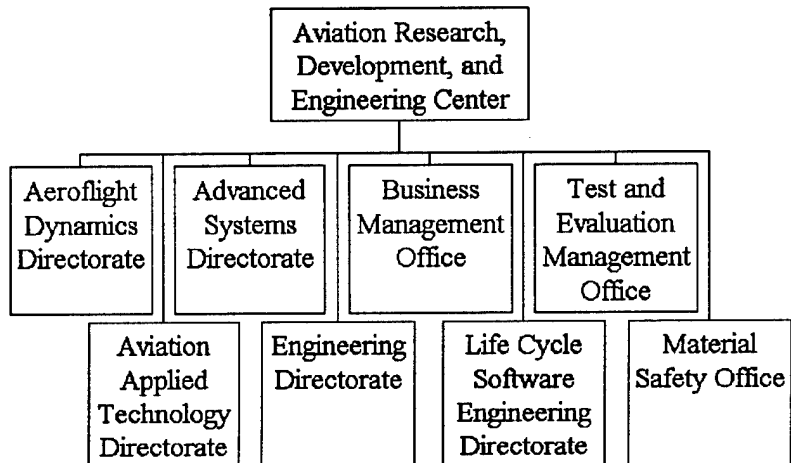 Aviation Research,
Development, and
Engineering Center
Aeroflight
Dynamics
Directorate
Advanced
Systems
Directorate
Business
Management
Office
Test and
Evaluation
Management
Office
Aviation
Applied
Technology
Directorate
Engineering
Directorate
Life Cycle
Software
Engineering
Directorate
Material
Safety Office